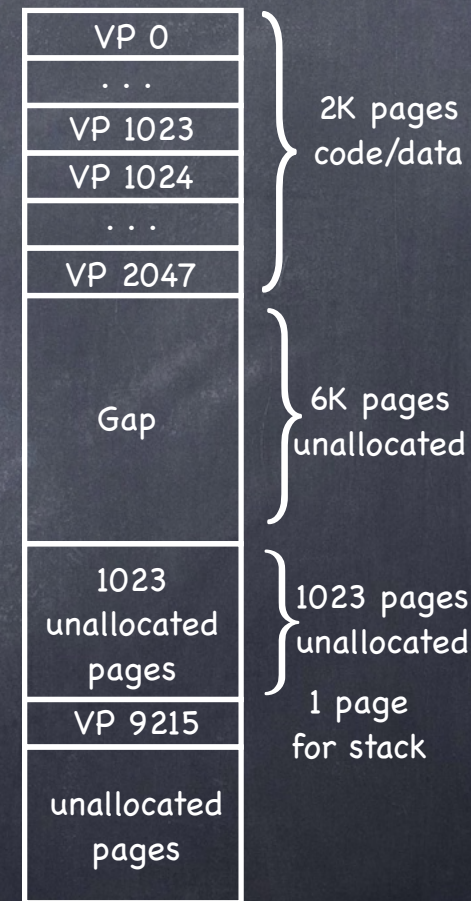 VP 0
. . .
VP 1023
VP 1024
. . .
VP 2047
2K pages
code/data
Gap
6K pages
unallocated
1023
unallocated
pages
1023 pages
unallocated
VP 9215
1 page
for stack
unallocated
pages